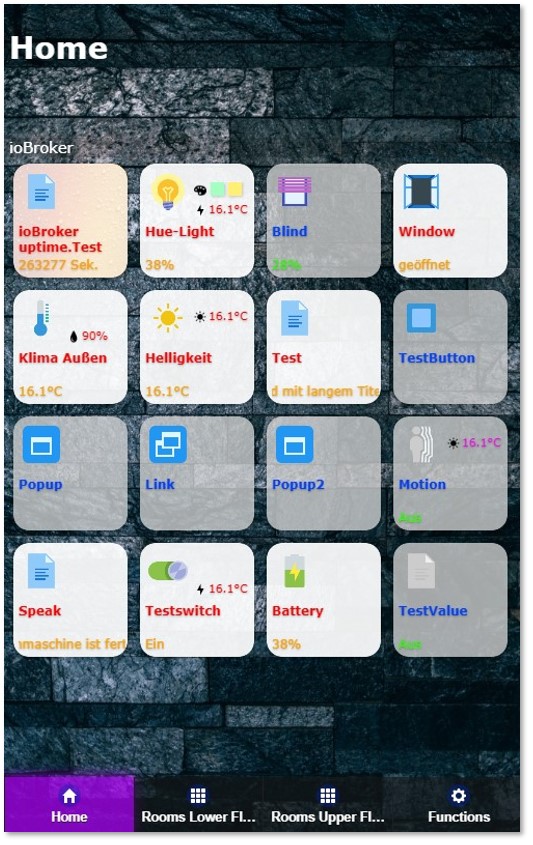 Home
ioBroker
ioBroker
uptime.Test
263277 Sek.
16.1°C
Hue-Light
38%
Blind
18%
Window
geöffnet
90%
Klima Außen
16.1°C
16.1°C
Helligkeit
16.1°C
Test
d mit langem Tite
TestButton
Popup
Link
Popup2
16.1°C
Motion
Aus
Speak
maschine ist fert
16.1°C
Testswitch
Ein
Battery
38%
TestValue
Aus
Home
Rooms Lower Fl...
Rooms Upper Fl...
Functions